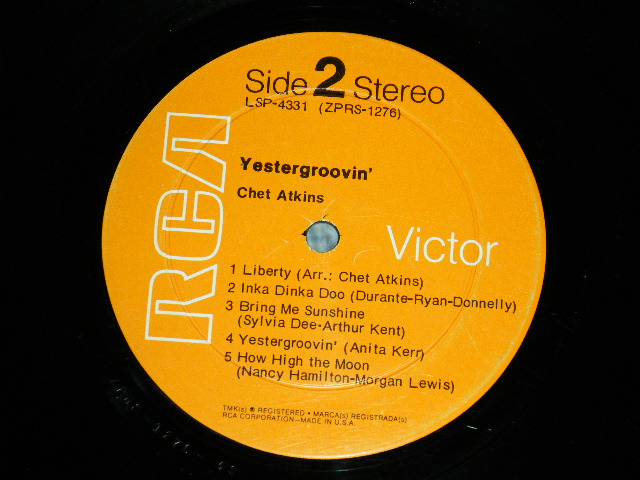 Side 2 Stereo
LSP-4331 (ZPRS-1276)
RCA
Yestergroovin'
Chet Atkins
Victor
1 Liberty (Arr.: Chet Atkins)
2 Inka Dinka Doo (Durante-Ryan-Donnelly)
3 Bring Me Sunshine
(Sylvia Dee-Arthur Kent)
4 Yestergroovin' (Anita Kerr)
5 How High the Moon
(Nancy Hamilton-Morgan Lewis)
TMK(s) ® REGISTERED • MARCA(s) REGISTRADA(s)
RCA CORPORATION—MADE IN U.S.A.